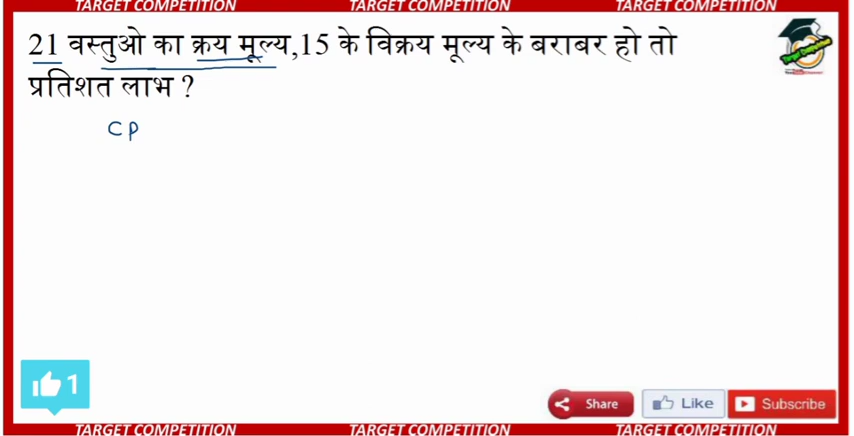 TARGET COMPETITION TARGET COMPETITION TARGET COMPETITION
21 वस्तुओ का क्रय मूल्य,15 के विक्रय मूल्य के बराबर हो तो
प्रतिशत लाभ ?
CP
1
Share Like Subscribe
TARGET COMPETITION TARGET COMPETITION TARGET COMPETITION